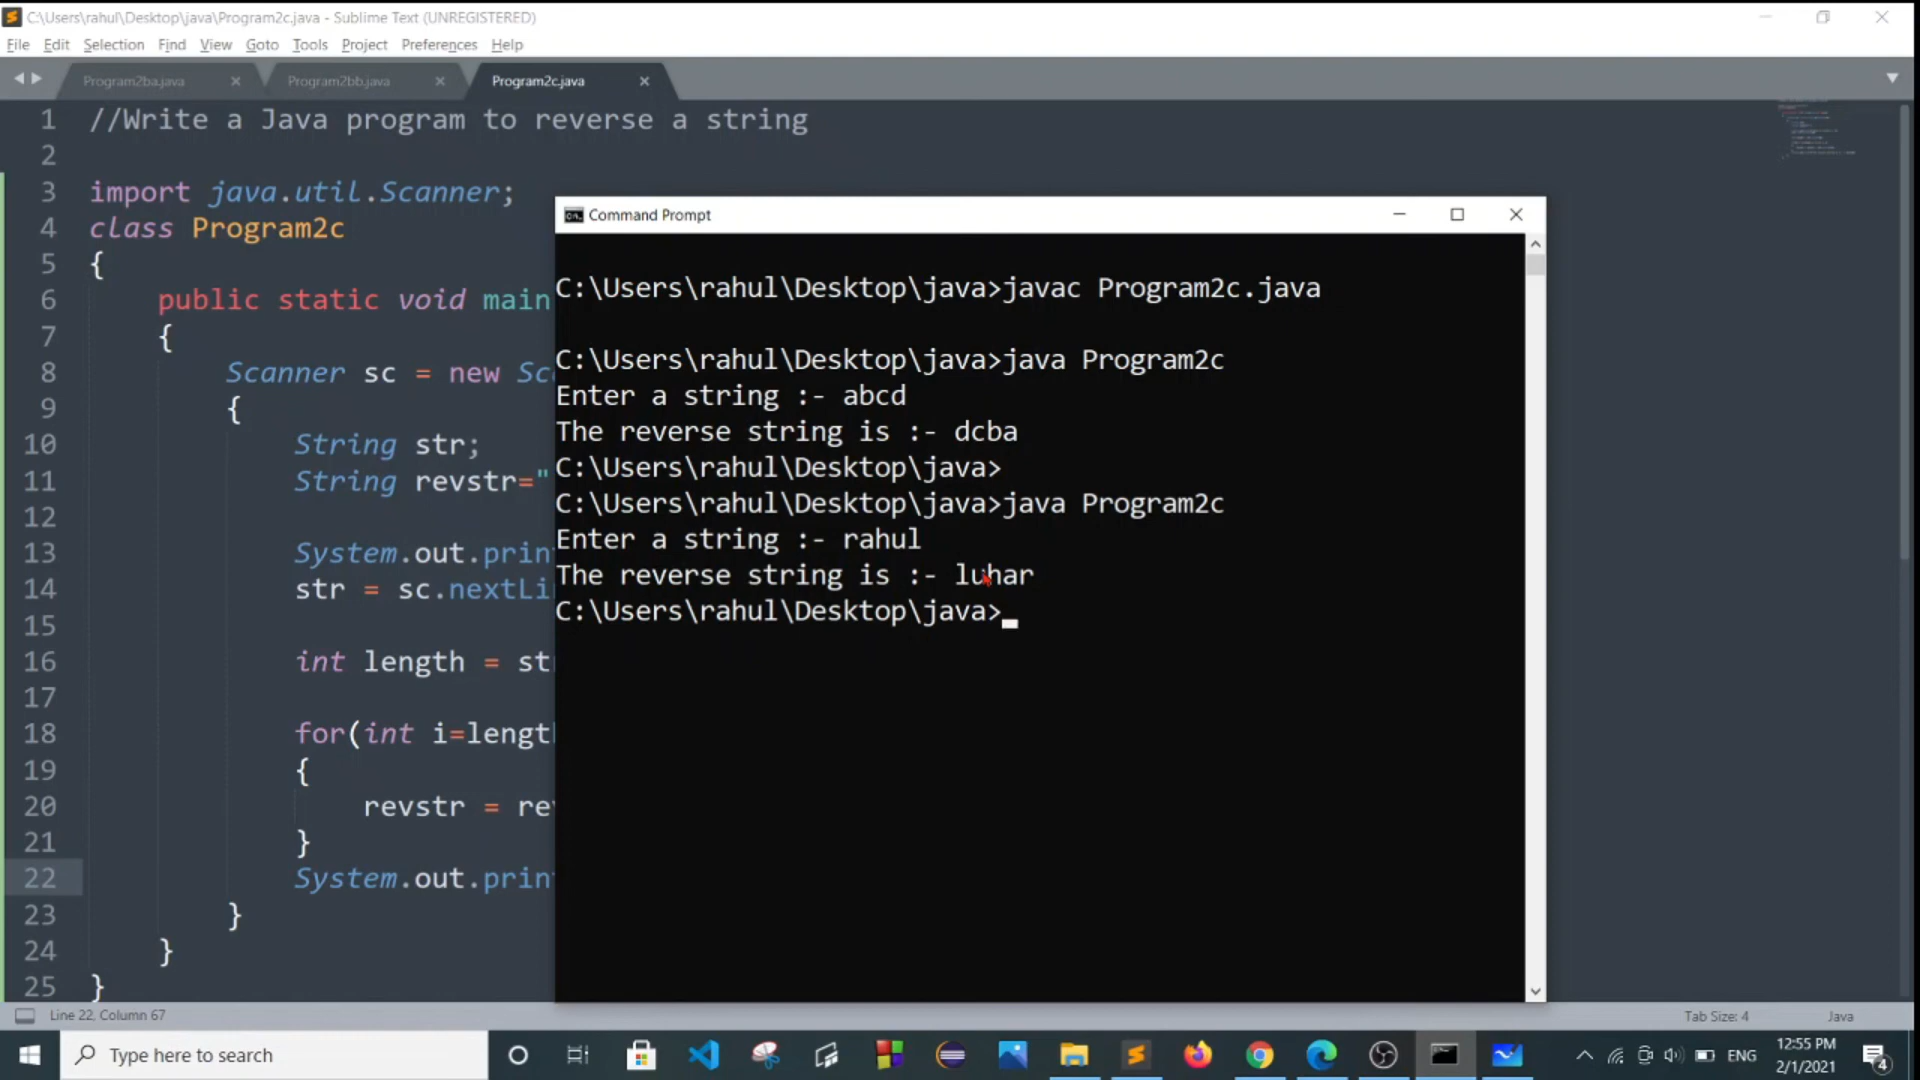 C:\Users\rahul\Desktop\java\Program2c.java - Sublime Text (UNREGISTERED)
File Edit Selection Find View Goto Tools Project Preferences Help
Program2ba.java Program2bb.java Program2c.java
1 //Write a Java program to reverse a string
2
3 import java.util.Scanner;
4 class Program2c
5 {
6 public static void main
7 {
8 Scanner sc = new Sc
9 {
10 String str;
11 String revstr="
12
13 System.out.prin
14 str = sc.nextLi
15
16 int length = st
17
18 for(int i=lengt
19 {
20 revstr = re
21 }
22 System.out.prin
23 }
24 }
25 }
Command Prompt
C:\Users\rahul\Desktop\java>javac Program2c.java
C:\Users\rahul\Desktop\java>java Program2c
Enter a string :- abcd
The reverse string is :- dcba
C:\Users\rahul\Desktop\java>
C:\Users\rahul\Desktop\java>java Program2c
Enter a string :- rahul
The reverse string is :- luhar
C:\Users\rahul\Desktop\java>
Line 22, Column 67
Tab Size: 4 Java
Type here to search
ENG
12:55 PM
2/1/2021
4